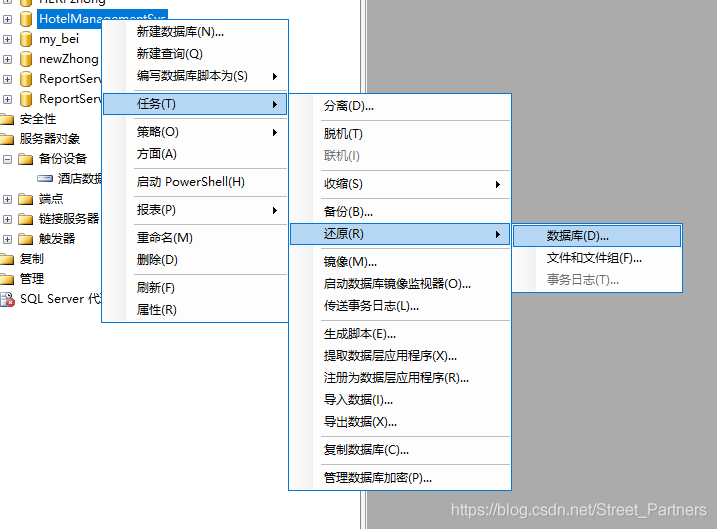 HotelManagementSys
my_bei
newZhong
ReportServ
ReportServ
安全性
服务器对象
备份设备
酒店数据
端点
链接服务器
触发器
复制
管理
SQL Server 代
新建数据库(N)...
新建查询(Q)
编写数据库脚本为(S)
任务(T)
策略(O)
方面(A)
启动 PowerShell(H)
报表(P)
重命名(M)
删除(D)
刷新(F)
属性(R)
分离(D)...
脱机(T)
联机(I)
收缩(S)
备份(B)...
还原(R)
镜像(M)...
启动数据库镜像监视器(O)...
传送事务日志(L)...
生成脚本(E)...
提取数据层应用程序(X)...
注册为数据层应用程序(R)...
导入数据(I)...
导出数据(X)...
复制数据库(C)...
管理数据库加密(P)...
数据库(D)...
文件和文件组(F)...
事务日志(T)...
https://blog.csdn.net/Street_Partners